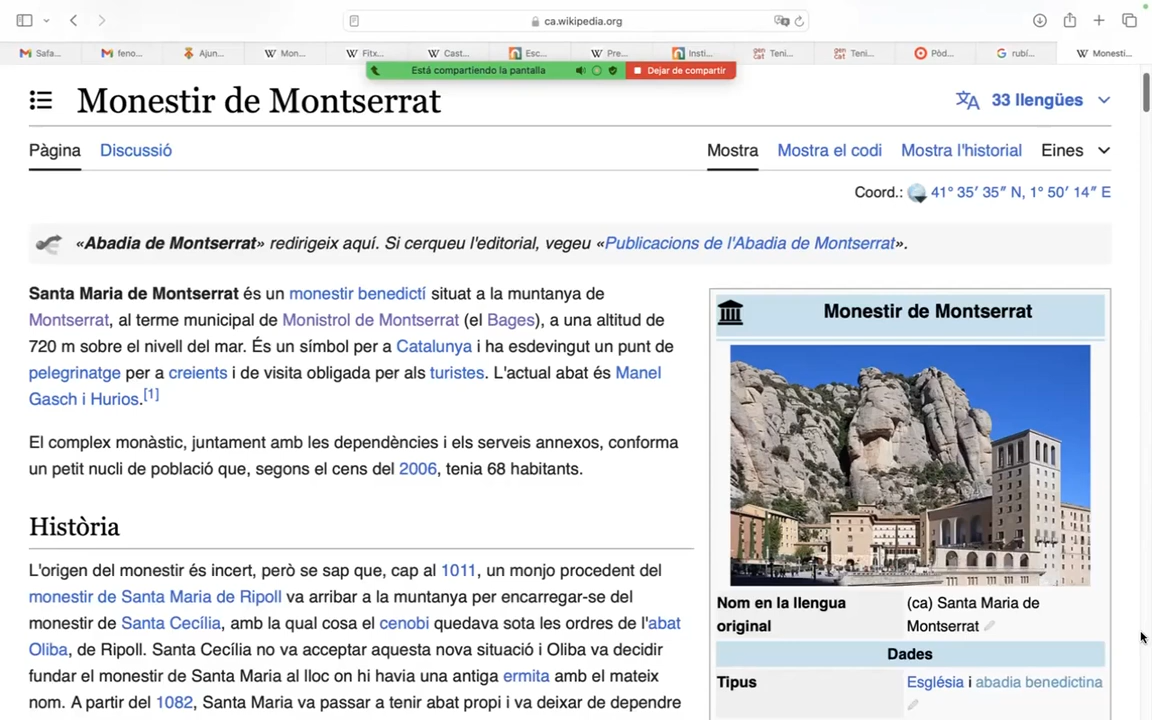 ca.wikipedia.org
Safa...
feno...
Ajun...
Mon...
Fitx...
Cast...
Esc...
Pre...
Insti...
gen cat
Teni...
gen cat
Teni...
Pòd...
rubí...
Monesti...
Está compartiendo la pantalla
Dejar de compartir
Monestir de Montserrat
33 llengües
Pàgina
Discussió
Mostra
Mostra el codi
Mostra l'historial
Eines
Coord.: 41° 35′ 35″ N, 1° 50′ 14″ E
«Abadia de Montserrat» redirigeix aquí. Si cerqueu l'editorial, vegeu «Publicacions de l'Abadia de Montserrat».
Santa Maria de Montserrat és un monestir benedictí situat a la muntanya de
Montserrat, al terme municipal de Monistrol de Montserrat (el Bages), a una altitud de
720 m sobre el nivell del mar. És un símbol per a Catalunya i ha esdevingut un punt de
pelegrinatge per a creients i de visita obligada per als turistes. L'actual abat és Manel
Gasch i Hurios.[1]
El complex monàstic, juntament amb les dependències i els serveis annexos, conforma
un petit nucli de població que, segons el cens del 2006, tenia 68 habitants.
Història
L'origen del monestir és incert, però se sap que, cap al 1011, un monjo procedent del
monestir de Santa Maria de Ripoll va arribar a la muntanya per encarregar-se del
monestir de Santa Cecília, amb la qual cosa el cenobi quedava sota les ordres de l'abat
Oliba, de Ripoll. Santa Cecília no va acceptar aquesta nova situació i Oliba va decidir
fundar el monestir de Santa Maria al lloc on hi havia una antiga ermita amb el mateix
nom. A partir del 1082, Santa Maria va passar a tenir abat propi i va deixar de dependre
Monestir de Montserrat
Nom en la llengua
original
(ca) Santa Maria de
Montserrat
Dades
Tipus
Església i abadia benedictina